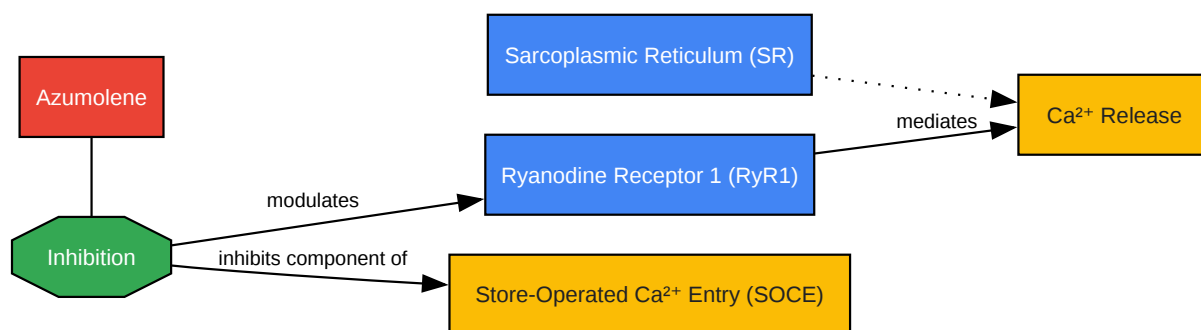 Sarcoplasmic Reticulum (SR)
Azumolene
Ca²⁺ Release
mediates
Ryanodine Receptor 1 (RyR1)
modulates
Inhibition
inhibits component of
Store-Operated Ca²⁺ Entry (SOCE)